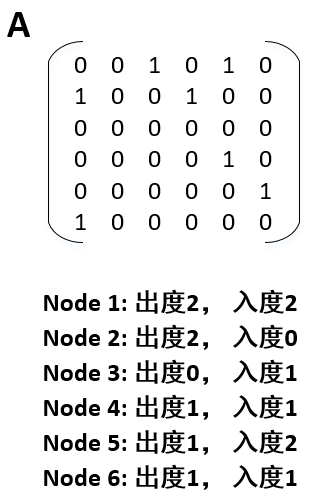 A
0 0 1 0 1 0
1 0 0 1 0 0
0 0 0 0 0 0
0 0 0 0 1 0
0 0 0 0 0 1
1 0 0 0 0 0
Node 1: 出度2， 入度2
Node 2: 出度2， 入度0
Node 3: 出度0， 入度1
Node 4: 出度1， 入度1
Node 5: 出度1， 入度2
Node 6: 出度1， 入度1